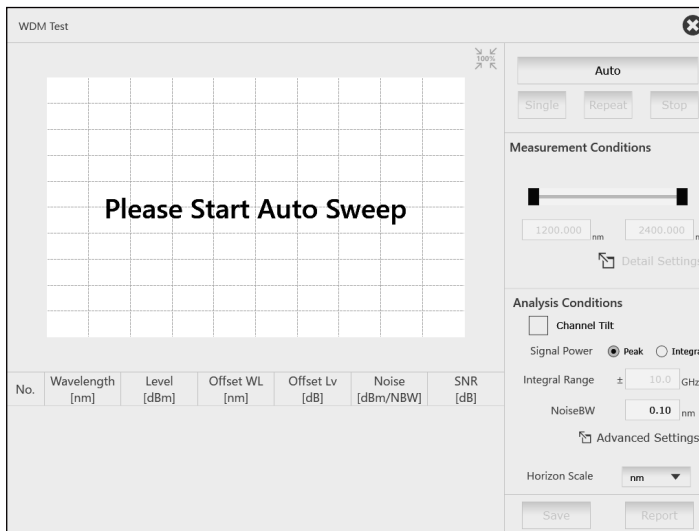 WDM Test
100%
Please Start Auto Sweep
No. Wavelength [nm] Level [dBm] Offset WL [nm] Offset Lv [dB] Noise [dBm/NBW] SNR [dB]
Auto
Single Repeat Stop
Measurement Conditions
1200.000 nm 2400.000
Detail Settings
Analysis Conditions
Channel Tilt
Signal Power Peak Integra
Integral Range ± 10.0 GHz
NoiseBW 0.10 nm
Advanced Settings
Horizon Scale nm
Save Report